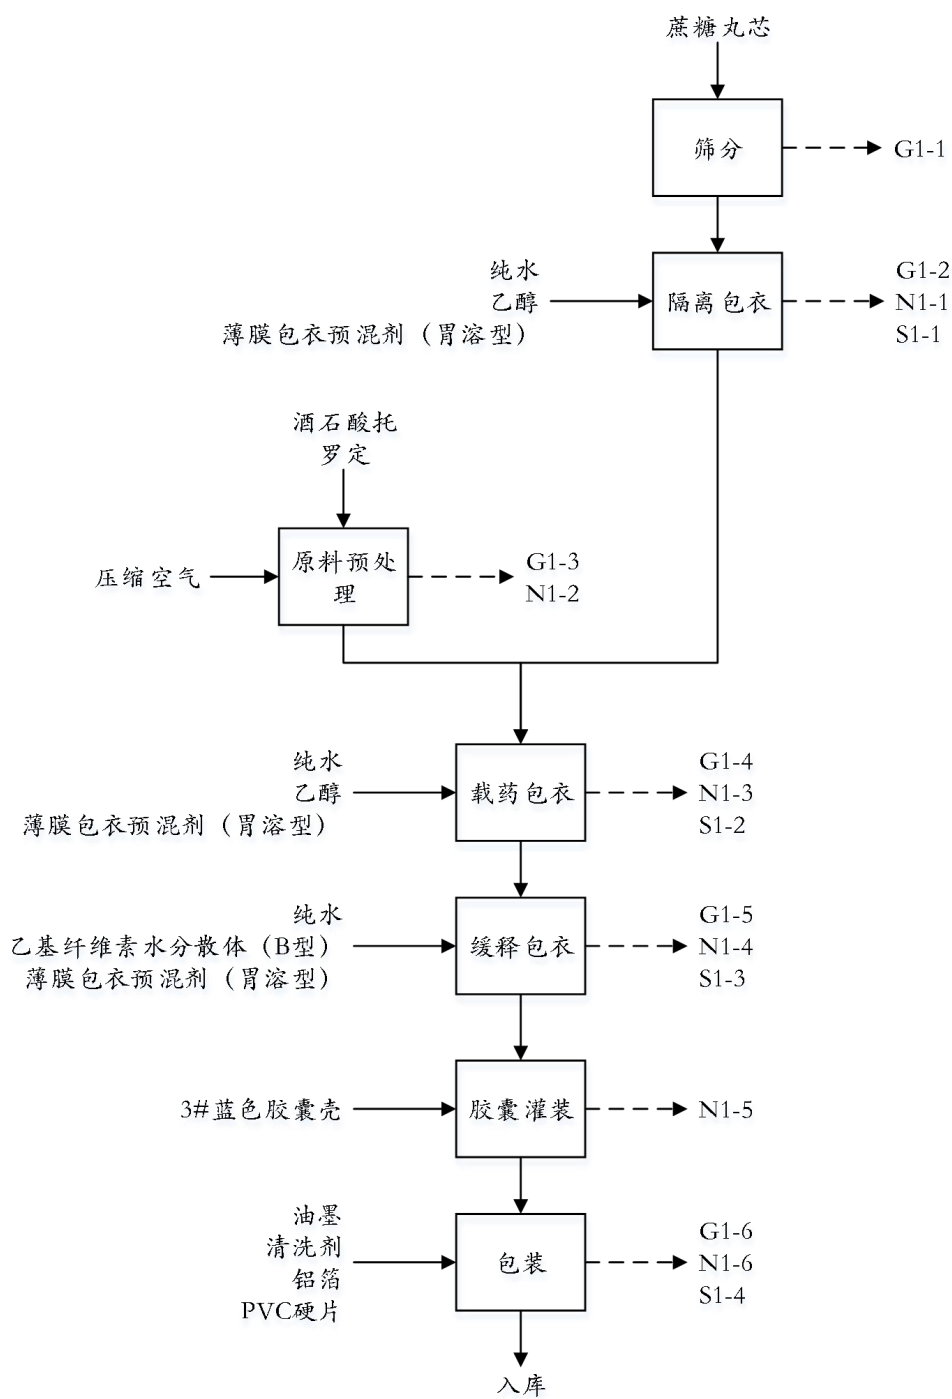 蔗糖丸芯
筛分
G1-1
纯水
乙醇
薄膜包衣预混剂（胃溶型）
隔离包衣
G1-2
N1-1
S1-1
酒石酸托
罗定
压缩空气
原料预处
理
G1-3
N1-2
纯水
乙醇
薄膜包衣预混剂（胃溶型）
载药包衣
G1-4
N1-3
S1-2
纯水
乙基纤维素水分散体（B型）
薄膜包衣预混剂（胃溶型）
缓释包衣
G1-5
N1-4
S1-3
3#蓝色胶囊壳
胶囊灌装
N1-5
油墨
清洗剂
铝箔
PVC硬片
包装
G1-6
N1-6
S1-4
入库